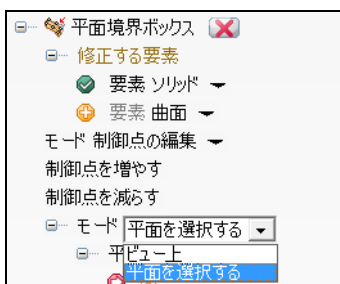 平面境界ボックス
修正する要素
要素 ソリッド
要素 曲面
モード 制御点の編集
制御点を増やす
制御点を減らす
モード 平面を選択する
平 ビュー上
平面を選択する